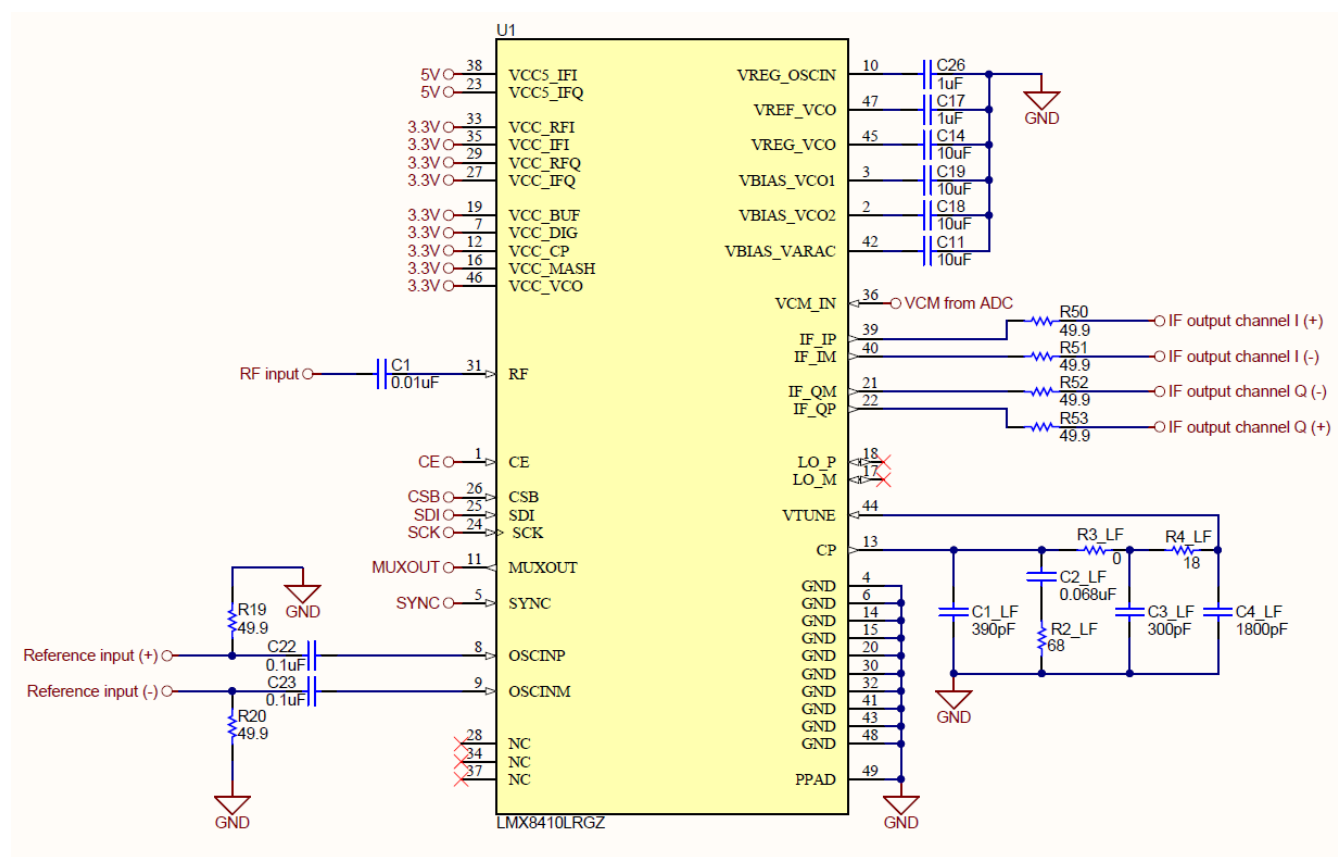 U1
5V 38 VCC5_IFI
5V 23 VCC5_IFQ
3.3V 33 VCC_RFI
3.3V 35 VCC_IFI
3.3V 29 VCC_RFQ
3.3V 27 VCC_IFQ
3.3V 19 VCC_BUF
3.3V 7 VCC_DIG
3.3V 12 VCC_CP
3.3V 16 VCC_MASH
3.3V 46 VCC_VCO
RF input C1 31 RF
0.01uF
CE 1 CE
CSB 26 CSB
SDI 25 SDI
SCK 24 SCK
MUXOUT 11 MUXOUT
SYNC 5 SYNC
GND
R19
49.9
Reference input (+) C22 8 OSCINP
0.1uF
Reference input (-) C23 9 OSCINM
0.1uF
R20
49.9
GND
28 NC
34 NC
37 NC
VREG_OSCIN 10 C26
1uF
GND
VREF_VCO 47 C17
1uF
VREG_VCO 45 C14
10uF
VBIAS_VCO1 3 C19
10uF
VBIAS_VCO2 2 C18
10uF
VBIAS_VARAC 42 C11
10uF
VCM_IN 36 VCM from ADC
IF_IP 39 R50 IF output channel I (+)
49.9
IF_IM 40 R51 IF output channel I (-)
49.9
IF_QM 21 R52 IF output channel Q (-)
49.9
IF_QP 22 R53 IF output channel Q (+)
49.9
LO_P 18
LO_M 17
VTUNE 44
CP 13 R3_LF R4_LF
0 18
C2_LF
0.068uF
C1_LF
390pF
R2_LF
68
C3_LF
300pF
C4_LF
1800pF
GND
GND 4
GND 6
GND 14
GND 15
GND 20
GND 30
GND 32
GND 41
GND 43
GND 48
PPAD 49
GND
LMX8410LRGZ